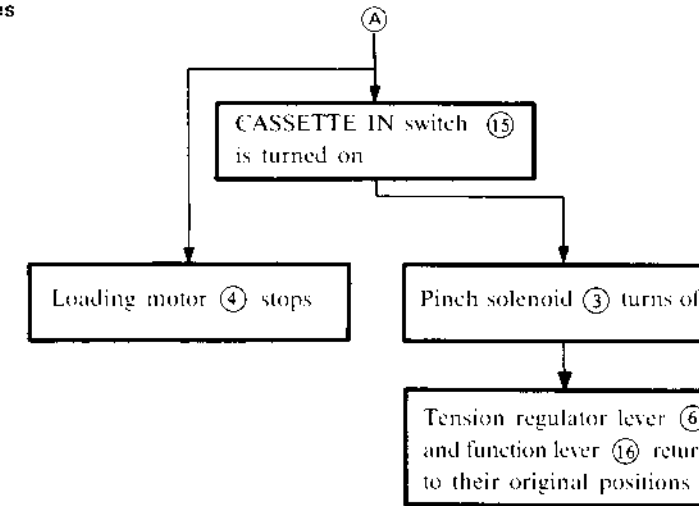 es
A
CASSETTE IN switch 15
is turned on
Loading motor 4 stops
Pinch solenoid 3 turns of
Tension regulator lever 6
and function lever 16 retur
to their original positions